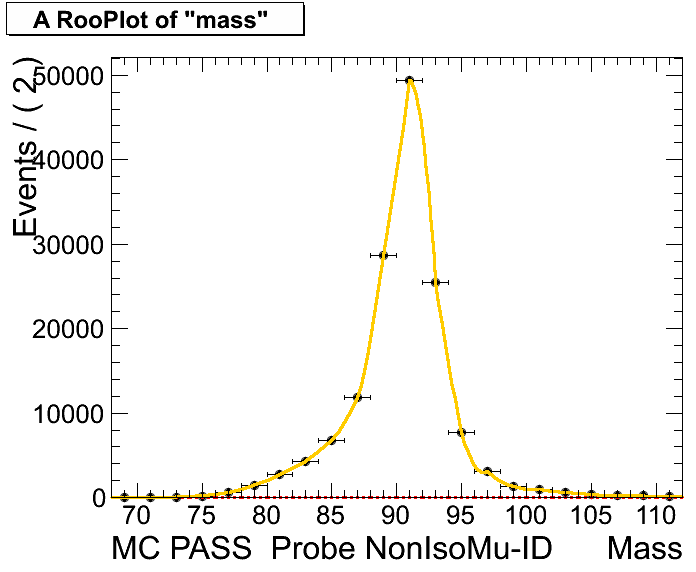 A RooPlot of "mass"
Events / ( 2 )
50000
40000
30000
20000
10000
0
70 75 80 85 90 95 100 105 110
MC PASS Probe NonIsoMu-ID Mass